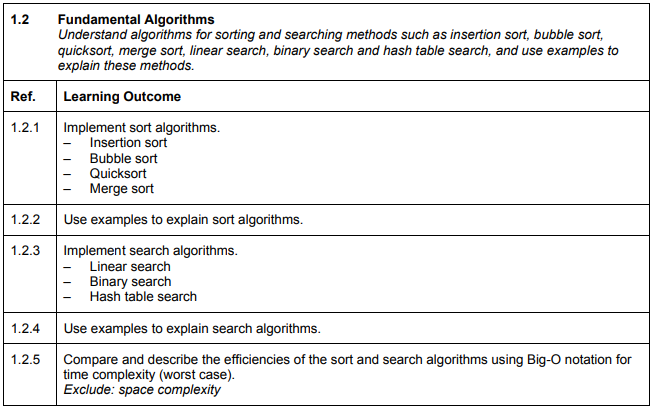 1.2 Fundamental Algorithms
Understand algorithms for sorting and searching methods such as insertion sort, bubble sort,
quicksort, merge sort, linear search, binary search and hash table search, and use examples to
explain these methods.
Ref. Learning Outcome
1.2.1 Implement sort algorithms.
– Insertion sort
– Bubble sort
– Quicksort
– Merge sort
1.2.2 Use examples to explain sort algorithms.
1.2.3 Implement search algorithms.
– Linear search
– Binary search
– Hash table search
1.2.4 Use examples to explain search algorithms.
1.2.5 Compare and describe the efficiencies of the sort and search algorithms using Big-O notation for
time complexity (worst case).
Exclude: space complexity